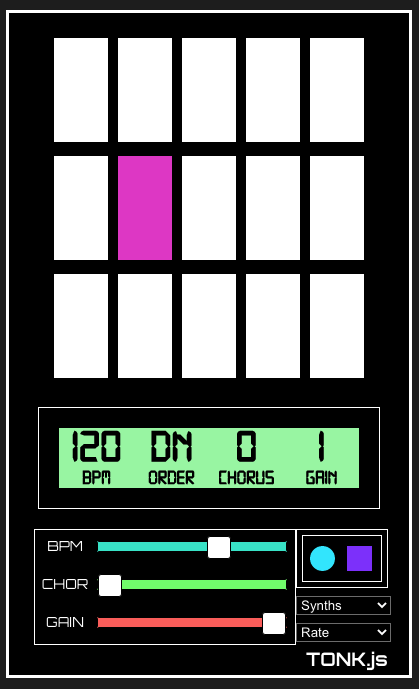 120 DN 0 1
BPM ORDER CHORUS GAIN
BPM
CHOR
GAIN
Synths
Rate
TONK.js